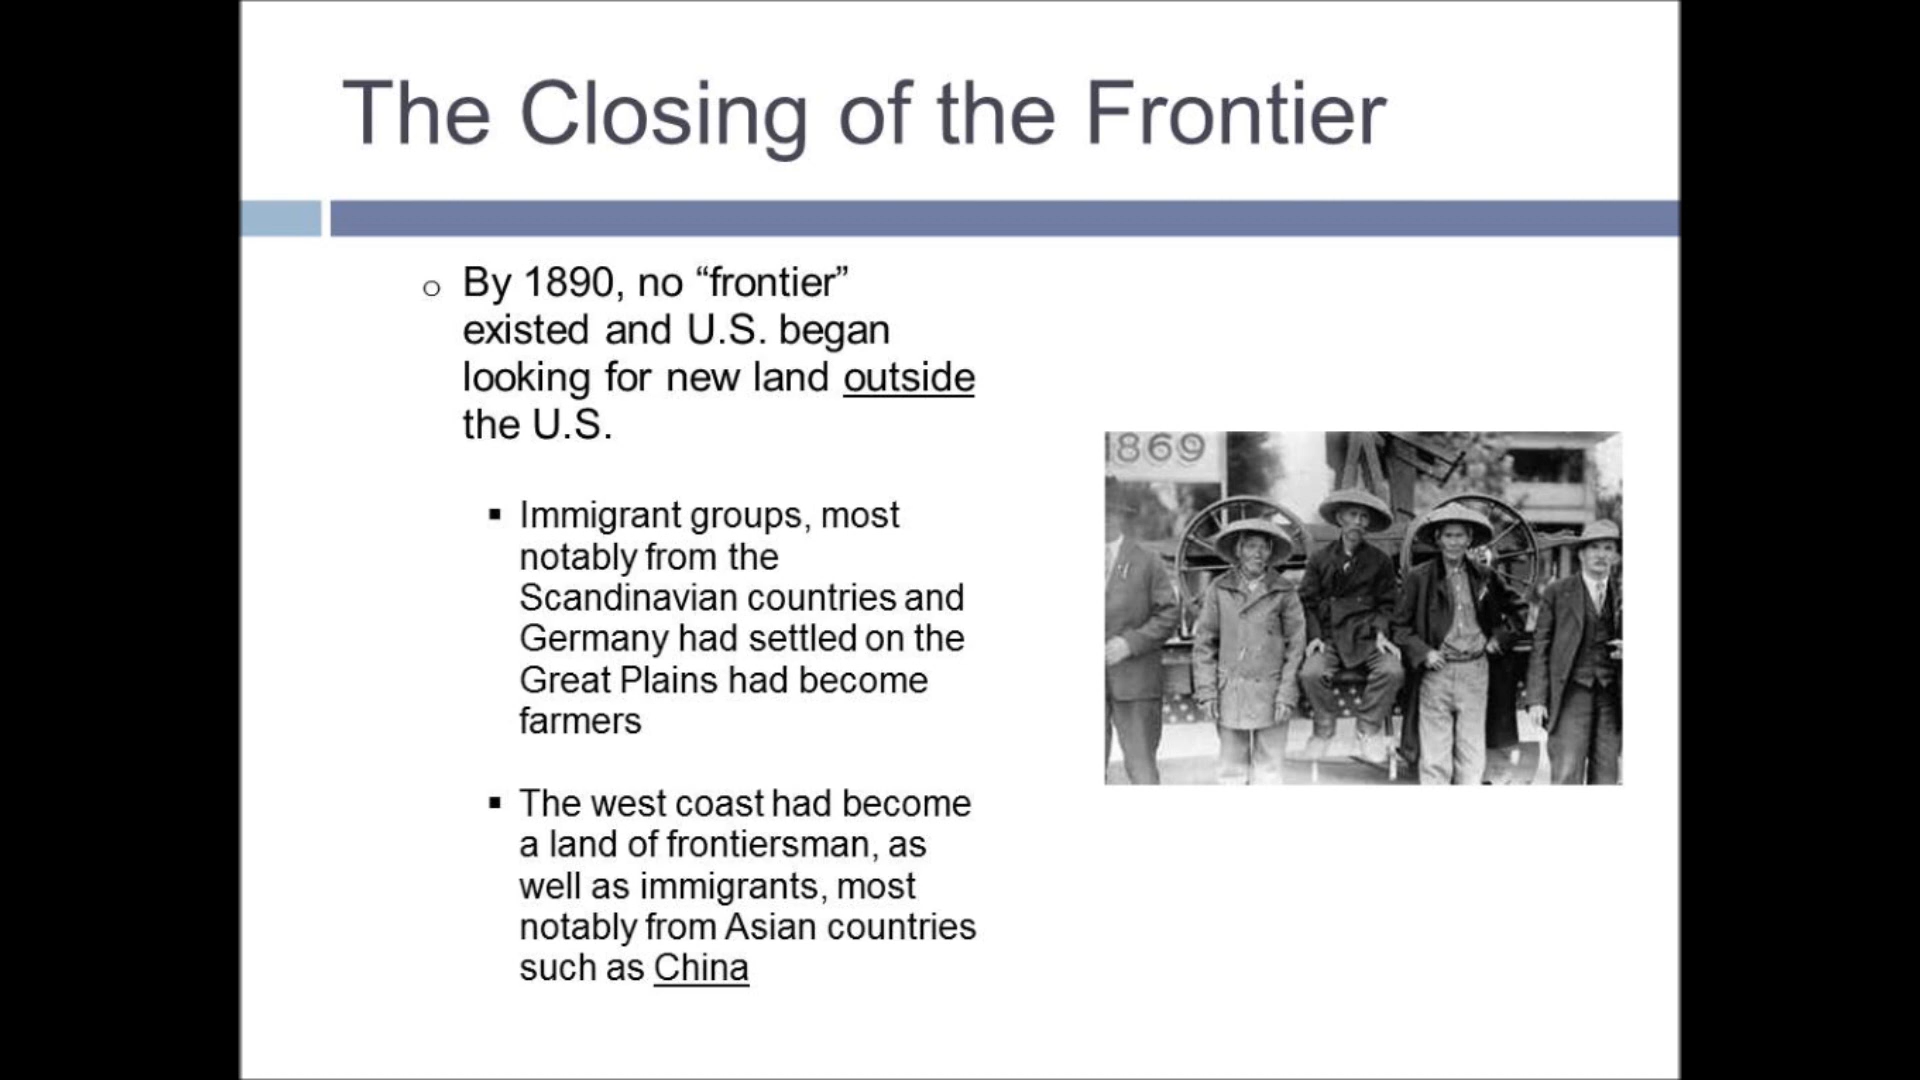 The Closing of the Frontier
By 1890, no “frontier”
existed and U.S. began
looking for new land outside
the U.S.
Immigrant groups, most
notably from the
Scandinavian countries and
Germany had settled on the
Great Plains had become
farmers
The west coast had become
a land of frontiersman, as
well as immigrants, most
notably from Asian countries
such as China
1869